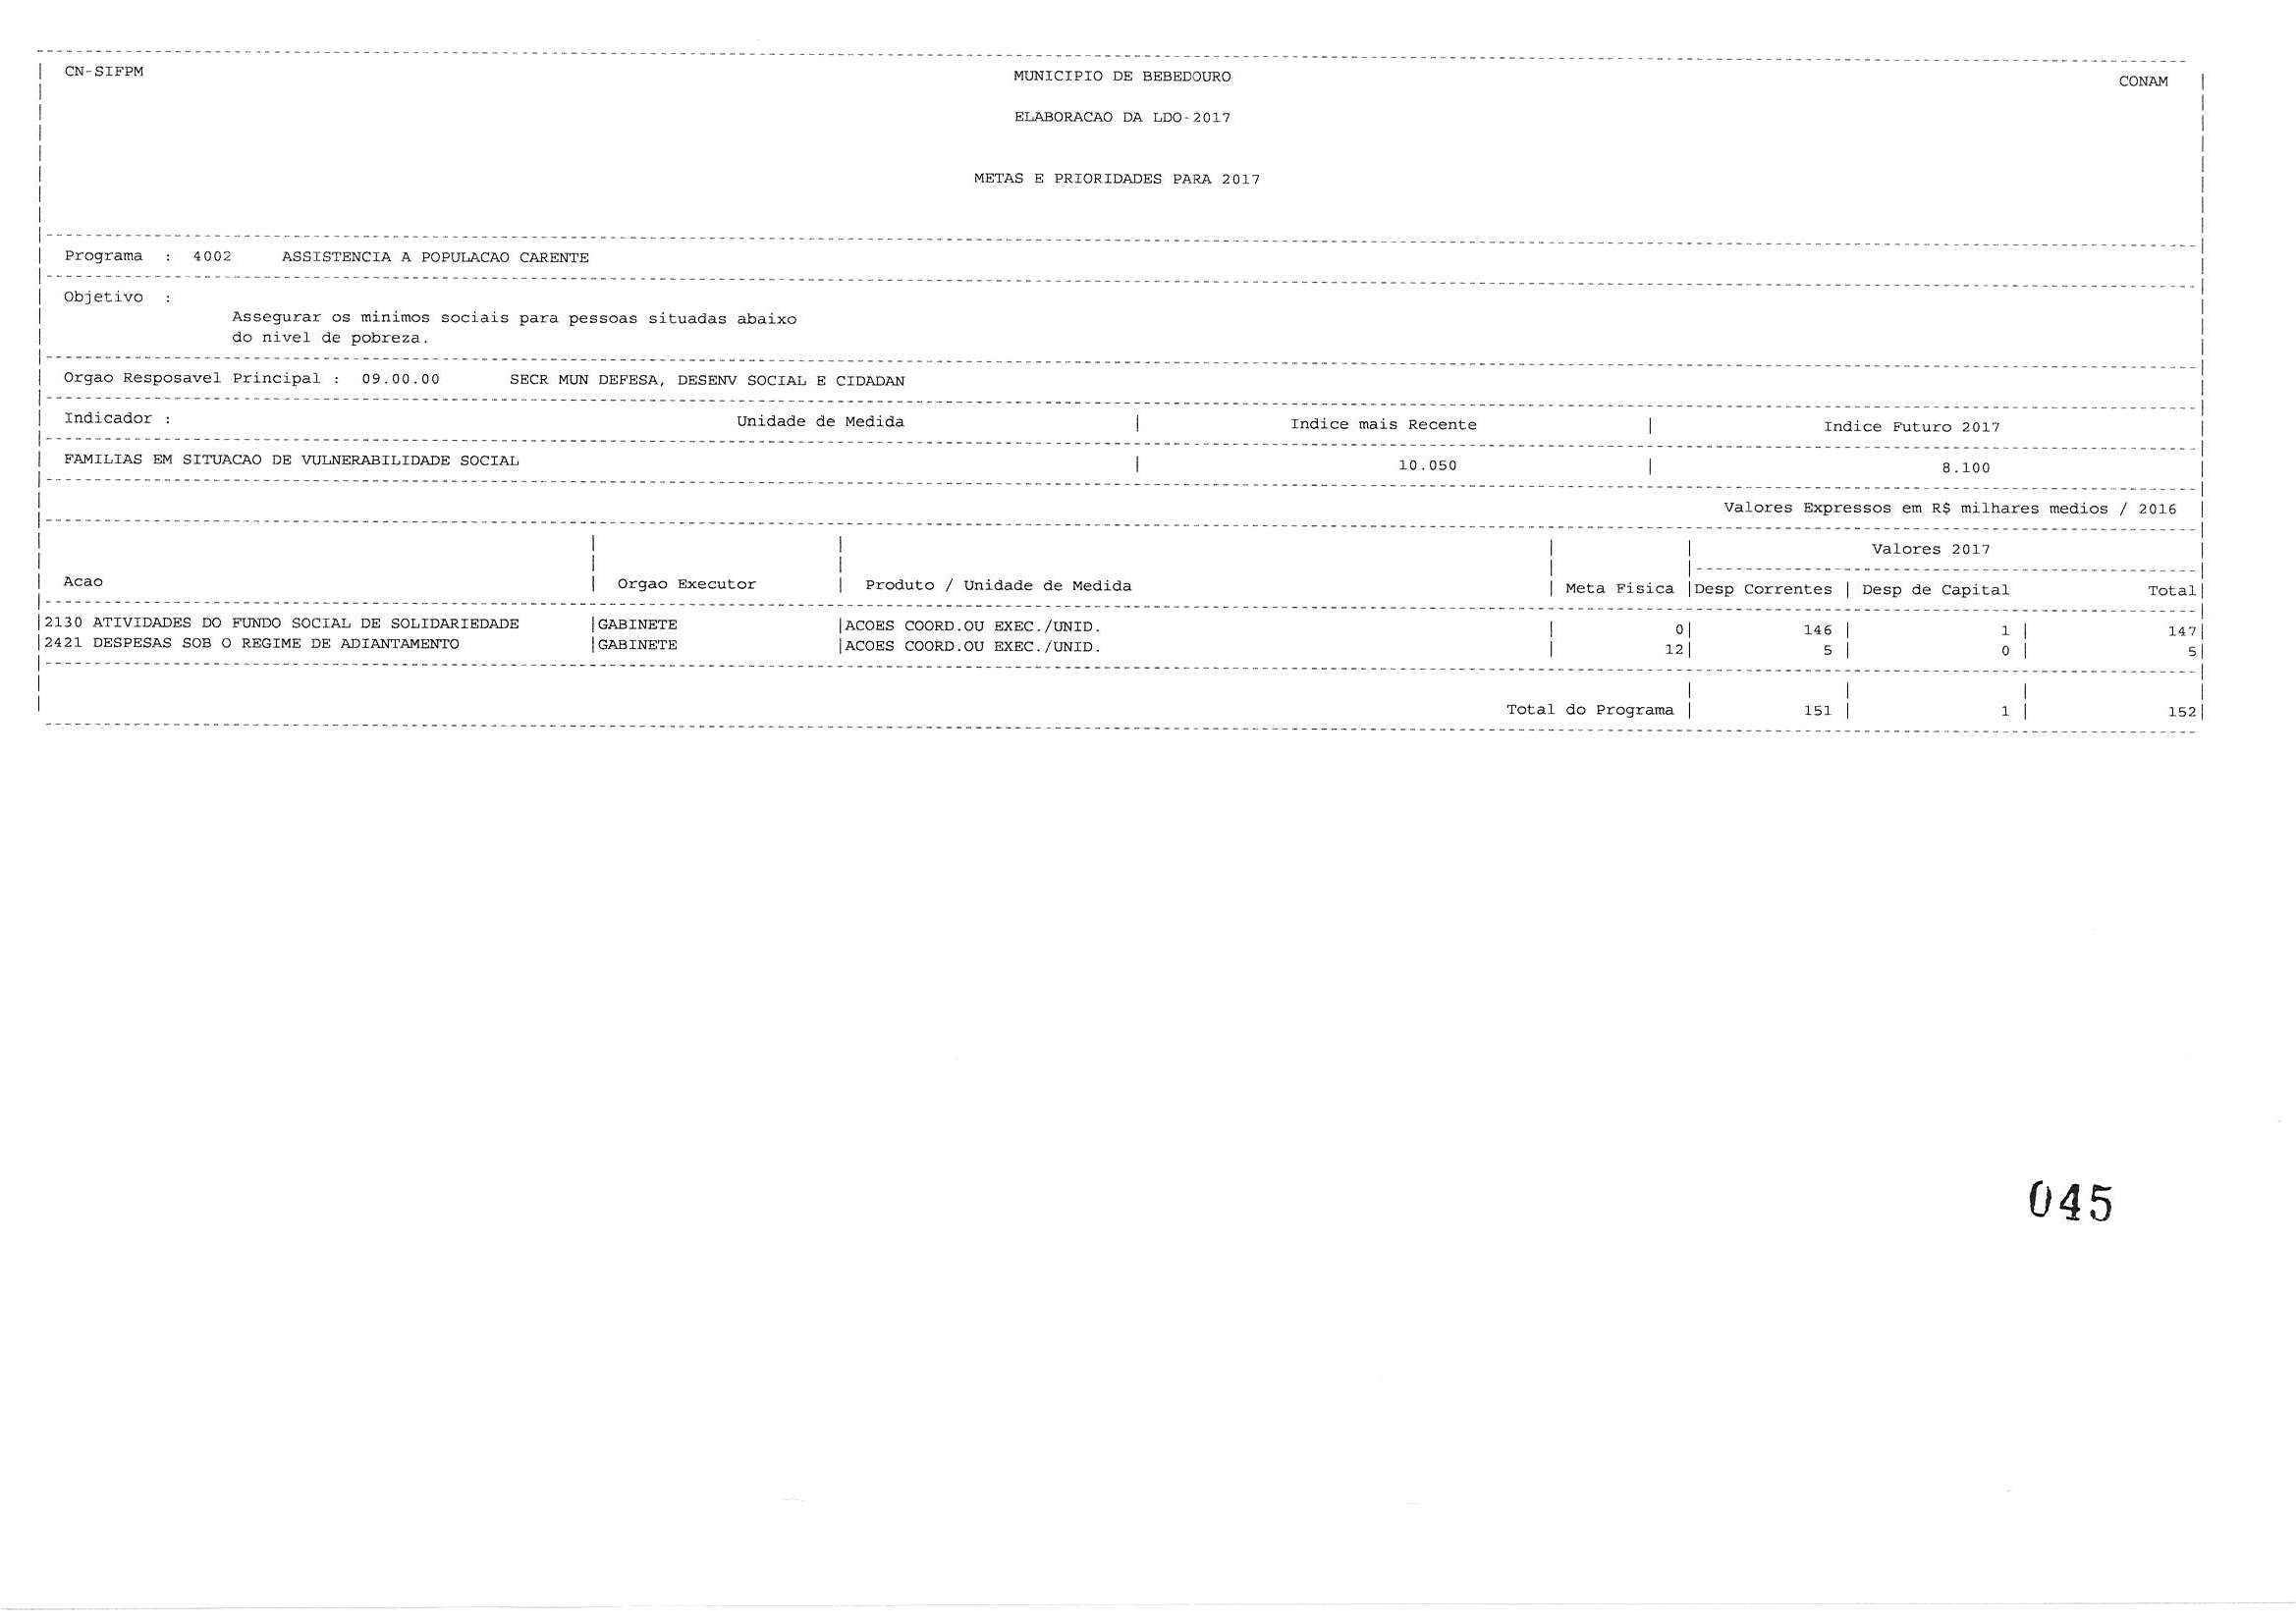 CN-SIFPM MUNICIPIO DE BEBEDOURO CONAM
ELABORACAO DA LDO-2017
METAS E PRIORIDADES PARA 2017
Programa : 4002 ASSISTENCIA A POPULACAO CARENTE
Objetivo :
Assegurar os minimos sociais para pessoas situadas abaixo
do nivel de pobreza.
Orgao Resposavel Principal : 09.00.00 SECR MUN DEFESA, DESENV SOCIAL E CIDADAN
Indicador : Unidade de Medida | Indice mais Recente | Indice Futuro 2017
FAMILIAS EM SITUACAO DE VULNERABILIDADE SOCIAL | 10.050 | 8.100
Valores Expressos em R$ milhares medios / 2016
Valores 2017
Acao | Orgao Executor | Produto / Unidade de Medida | Meta Fisica | Desp Correntes | Desp de Capital Total
2130 ATIVIDADES DO FUNDO SOCIAL DE SOLIDARIEDADE | GABINETE | ACOES COORD.OU EXEC./UNID. | 0 | 146 | 1 | 147
2421 DESPESAS SOB O REGIME DE ADIANTAMENTO | GABINETE | ACOES COORD.OU EXEC./UNID. | 12 | 5 | 0 | 5
Total do Programa | 151 | 1 | 152
045